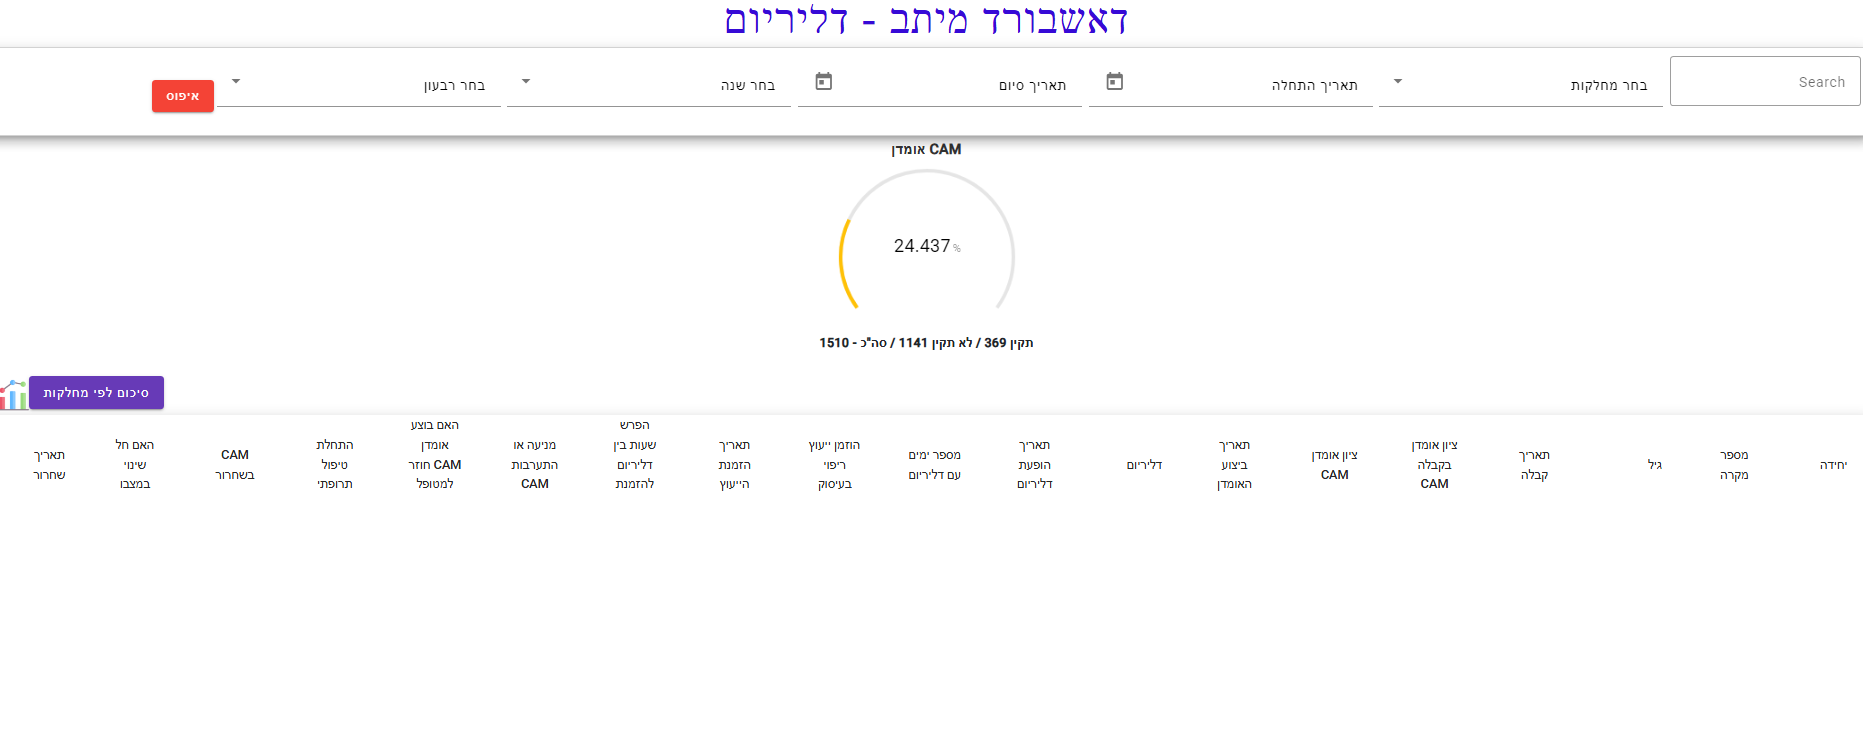 דאשבורד מיתב - דליריום
Search
בחר מחלקות
תאריך התחלה
תאריך סיום
בחר שנה
בחר רבעון
איפוס
אומדן CAM
24.437 %
תקין 369 / לא תקין 1141 / סה"כ - 1510
סיכום לפי מחלקות
יחידה
מספר
מקרה
גיל
תאריך
קבלה
ציון אומדן
בקבלה
CAM
ציון אומדן
CAM
תאריך
ביצוע
האומדן
דליריום
תאריך
הופעת
דליריום
מספר ימים
עם דליריום
הוזמן ייעוץ
ריפוי
בעיסוק
תאריך
הזמנת
הייעוץ
הפרש
שעות בין
דליריום
להזמנת
מניעה או
התערבות
CAM
האם בוצע
אומדן
CAM חוזר
למטופל
התחלת
טיפול
תרופתי
CAM
בשחרור
האם חל
שינוי
במצבו
תאריך
שחרור